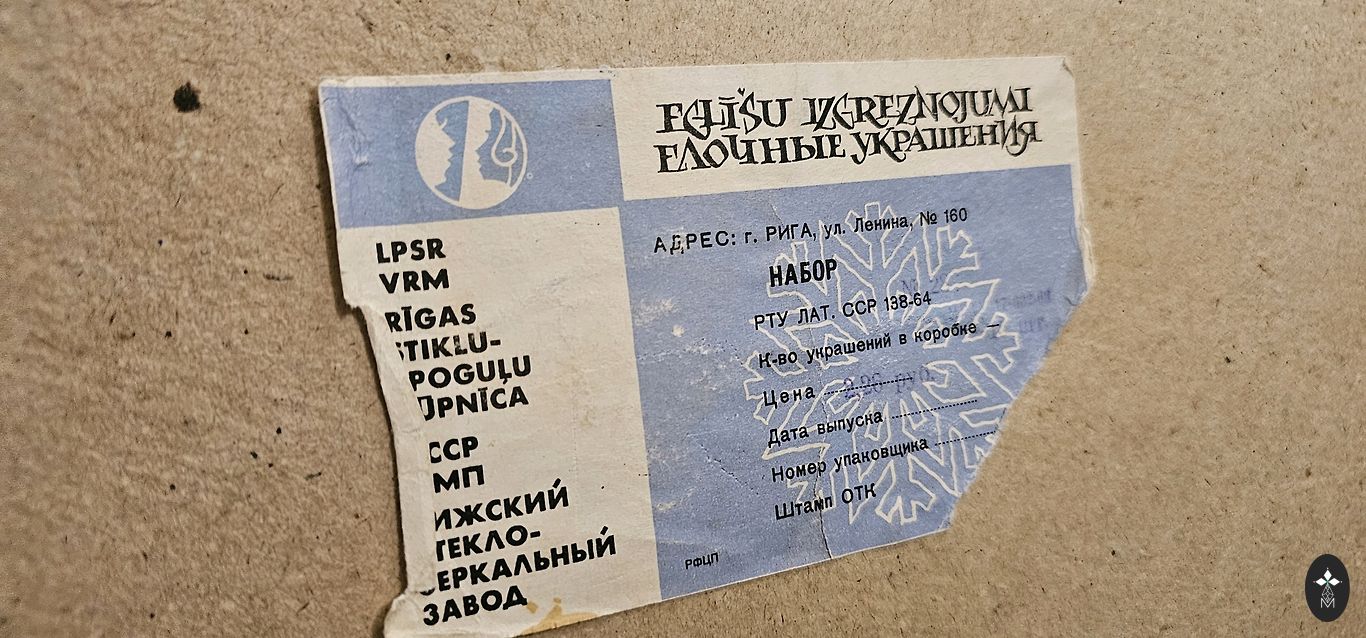 EGLĪŠU IZGREZNOJUMI
ЕЛОЧНЫЕ УКРАШЕНИЯ
LPSR
VRM
RĪGAS
STIKLU-
POGUĻU
ŪPNĪCA
ССР
МП
ИЖСКИЙ
ТЕКЛО-
ЕРКАЛЬНЫЙ
ЗАВОД
АДРЕС: г. РИГА, ул. Ленина, № 160
НАБОР
РТУ ЛАТ. ССР 138-64
К-во украшений в коробке —
Цена
Дата выпуска
Номер упаковщика
Штамп ОТК
РФЦП
M